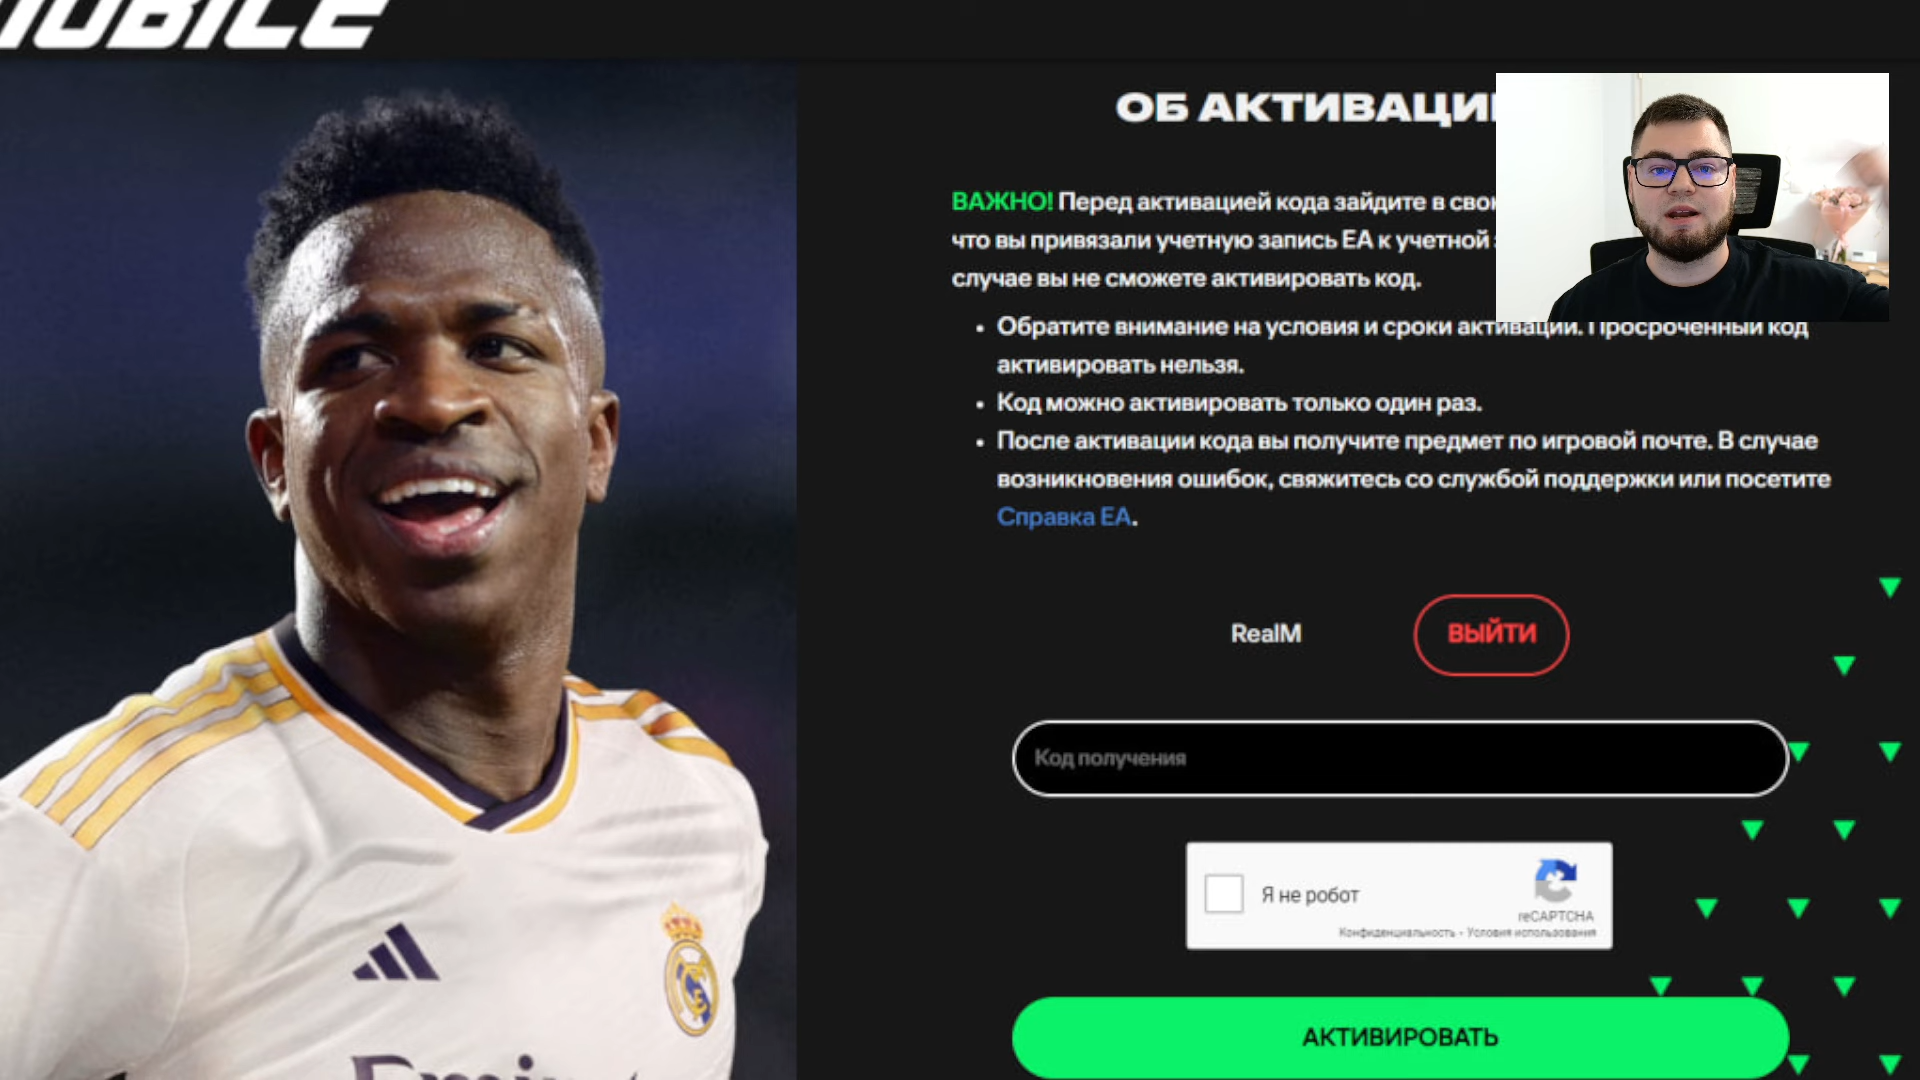 MOBILE
ОБ АКТИВАЦИИ
ВАЖНО! Перед активацией кода зайдите в
что вы привязали учетную запись EA к учетной
случае вы не сможете активировать код.
• Обратите внимание на условия и сроки активации. Просроченный код
активировать нельзя.
• Код можно активировать только один раз.
• После активации кода вы получите предмет по игровой почте. В случае
возникновения ошибок, свяжитесь со службой поддержки или посетите
Справка EA.
RealM
ВЫЙТИ
Код получения
Я не робот
reCAPTCHA
Конфиденциальность - Условия использования
АКТИВИРОВАТЬ